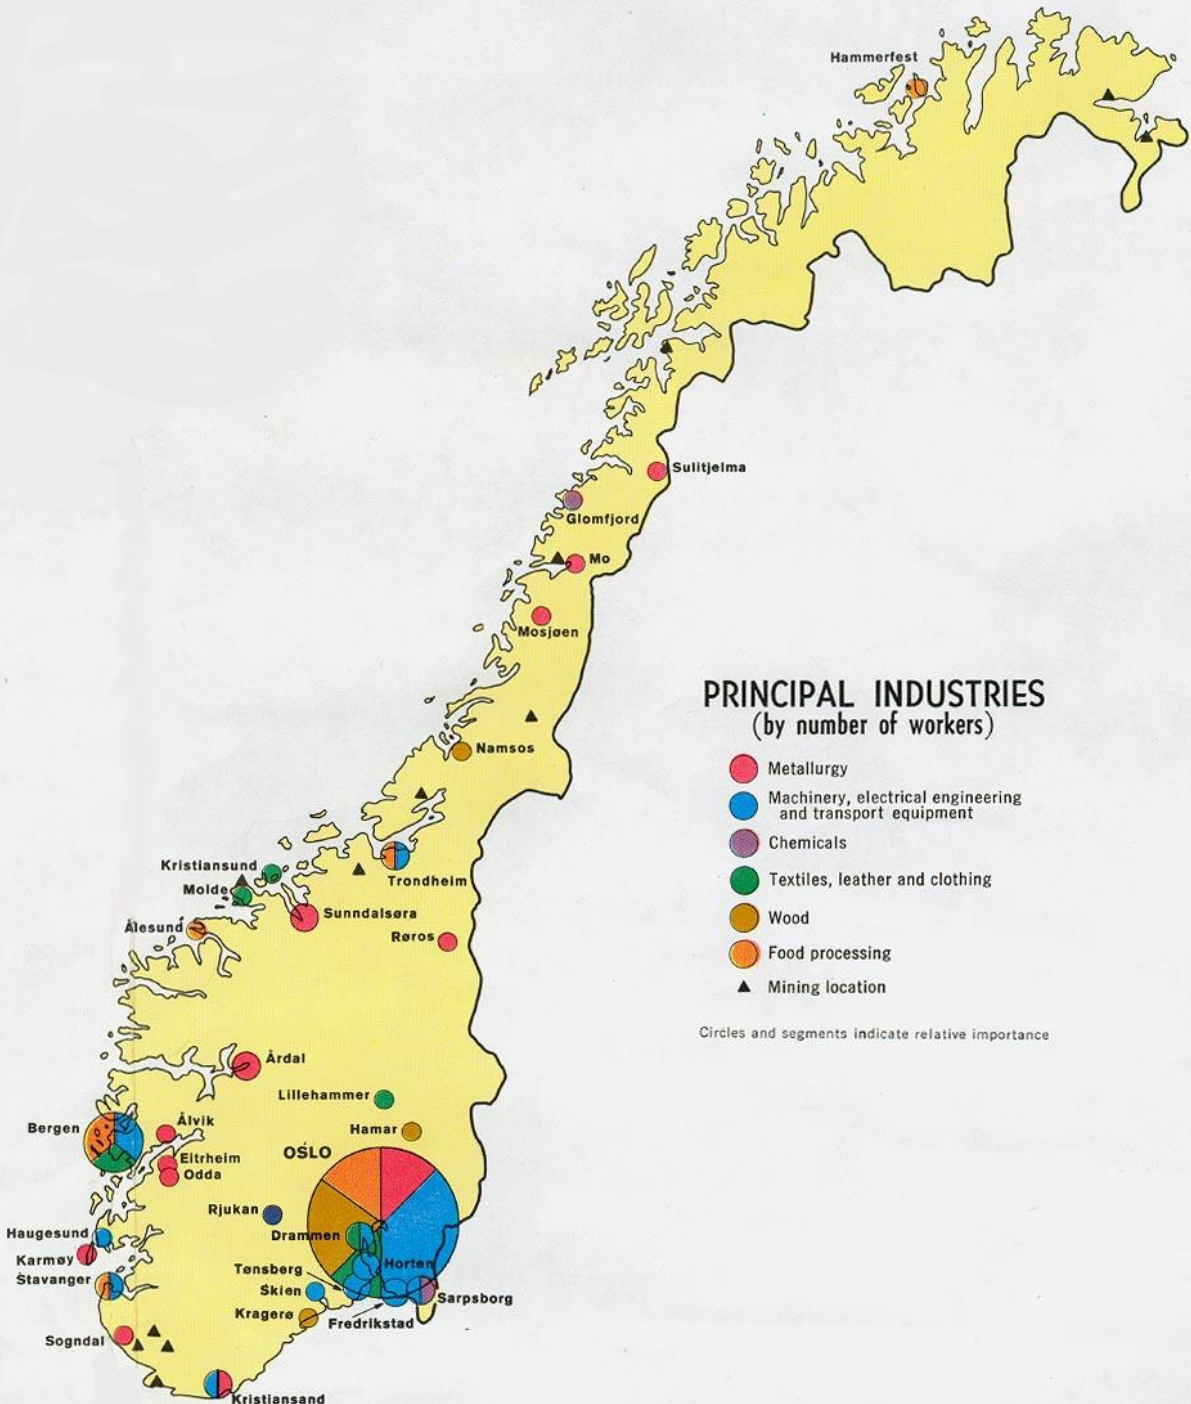 Hammerfest
Sulitjelma
Glomfjord
Mo
Mosjøen
PRINCIPAL INDUSTRIES
(by number of workers)
Namsos
Metallurgy
Machinery, electrical engineering
and transport equipment
Chemicals
Kristiansund
Trondheim
Textiles, leather and clothing
Molde
Sunndalsøra
Wood
Ålesund
Røros
Food processing
Mining location
Circles and segments indicate relative importance
Årdal
Lillehammer
Ålvik
Bergen
Hamar
OSLO
Eitrheim
Odda
Rjukan
Haugesund
Drammen
Karmøy
Horten
Tønsberg
Stavanger
Skien
Sarpsborg
Kragerø
Fredrikstad
Sogndal
Kristiansand